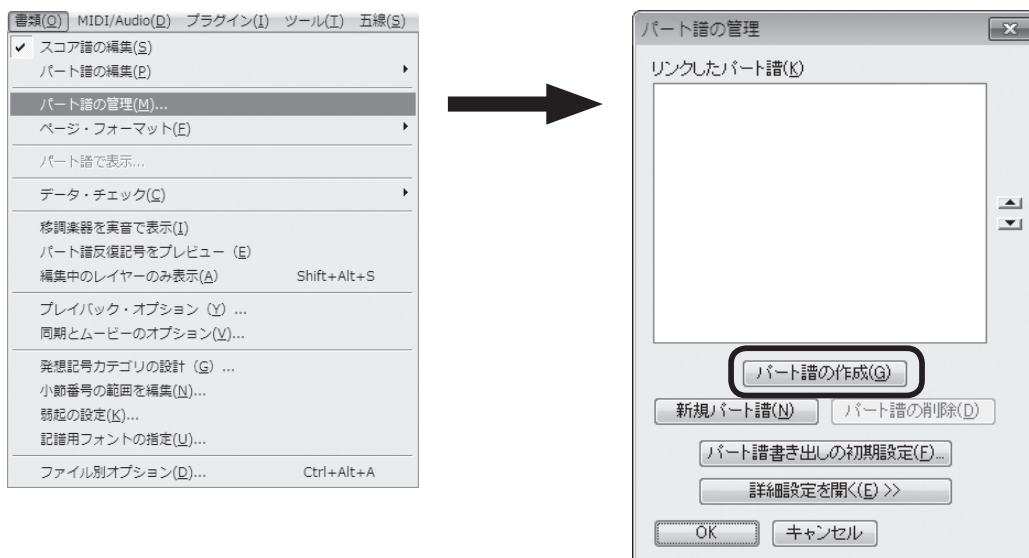 書類(O) MIDI/Audio(D) プラグイン(I) ツール(T) 五線(S)
スコア譜の編集(S)
パート譜の編集(P)
パート譜の管理(M)...
ページ・フォーマット(F)
パート譜で表示...
データ・チェック(C)
移調楽器を実音で表示(I)
パート譜反復記号をプレビュー (E)
編集中のレイヤーのみ表示(A) Shift+Alt+S
プレイバック・オプション (Y) ...
同期とムービーのオプション(V)...
発想記号カテゴリの設計 (G) ...
小節番号の範囲を編集(N)...
弱起の設定(K)...
記譜用フォントの指定(U)...
ファイル別オプション(D)... Ctrl+Alt+A
パート譜の管理
リンクしたパート譜(K)
パート譜の作成(G)
新規パート譜(N) パート譜の削除(D)
パート譜書き出しの初期設定(F)...
詳細設定を開く(E) >>
OK キャンセル